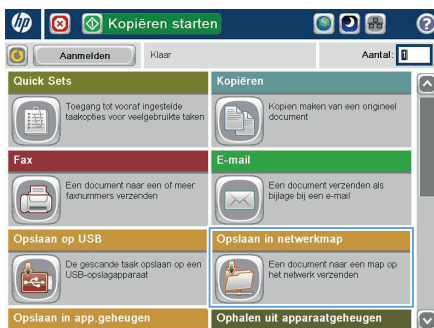 hp
Kopiëren starten
?
Aanmelden
Klaar
Aantal: 1
Quick Sets
Toegang tot vooraf ingestelde
taakopties voor veelgebruikte taken
Kopiëren
Kopien maken van een origineel
document
Fax
Een document naar een of meer
faxnummers verzenden
E-mail
Een document verzenden als
bijlage bij een e-mail
Opslaan op USB
De gescande taak opslaan op een
USB-opslagapparaat
Opslaan in netwerkmap
Een document naar een map op
het netwerk verzenden
Opslaan in app.geheugen
Ophalen uit apparaatgeheugen